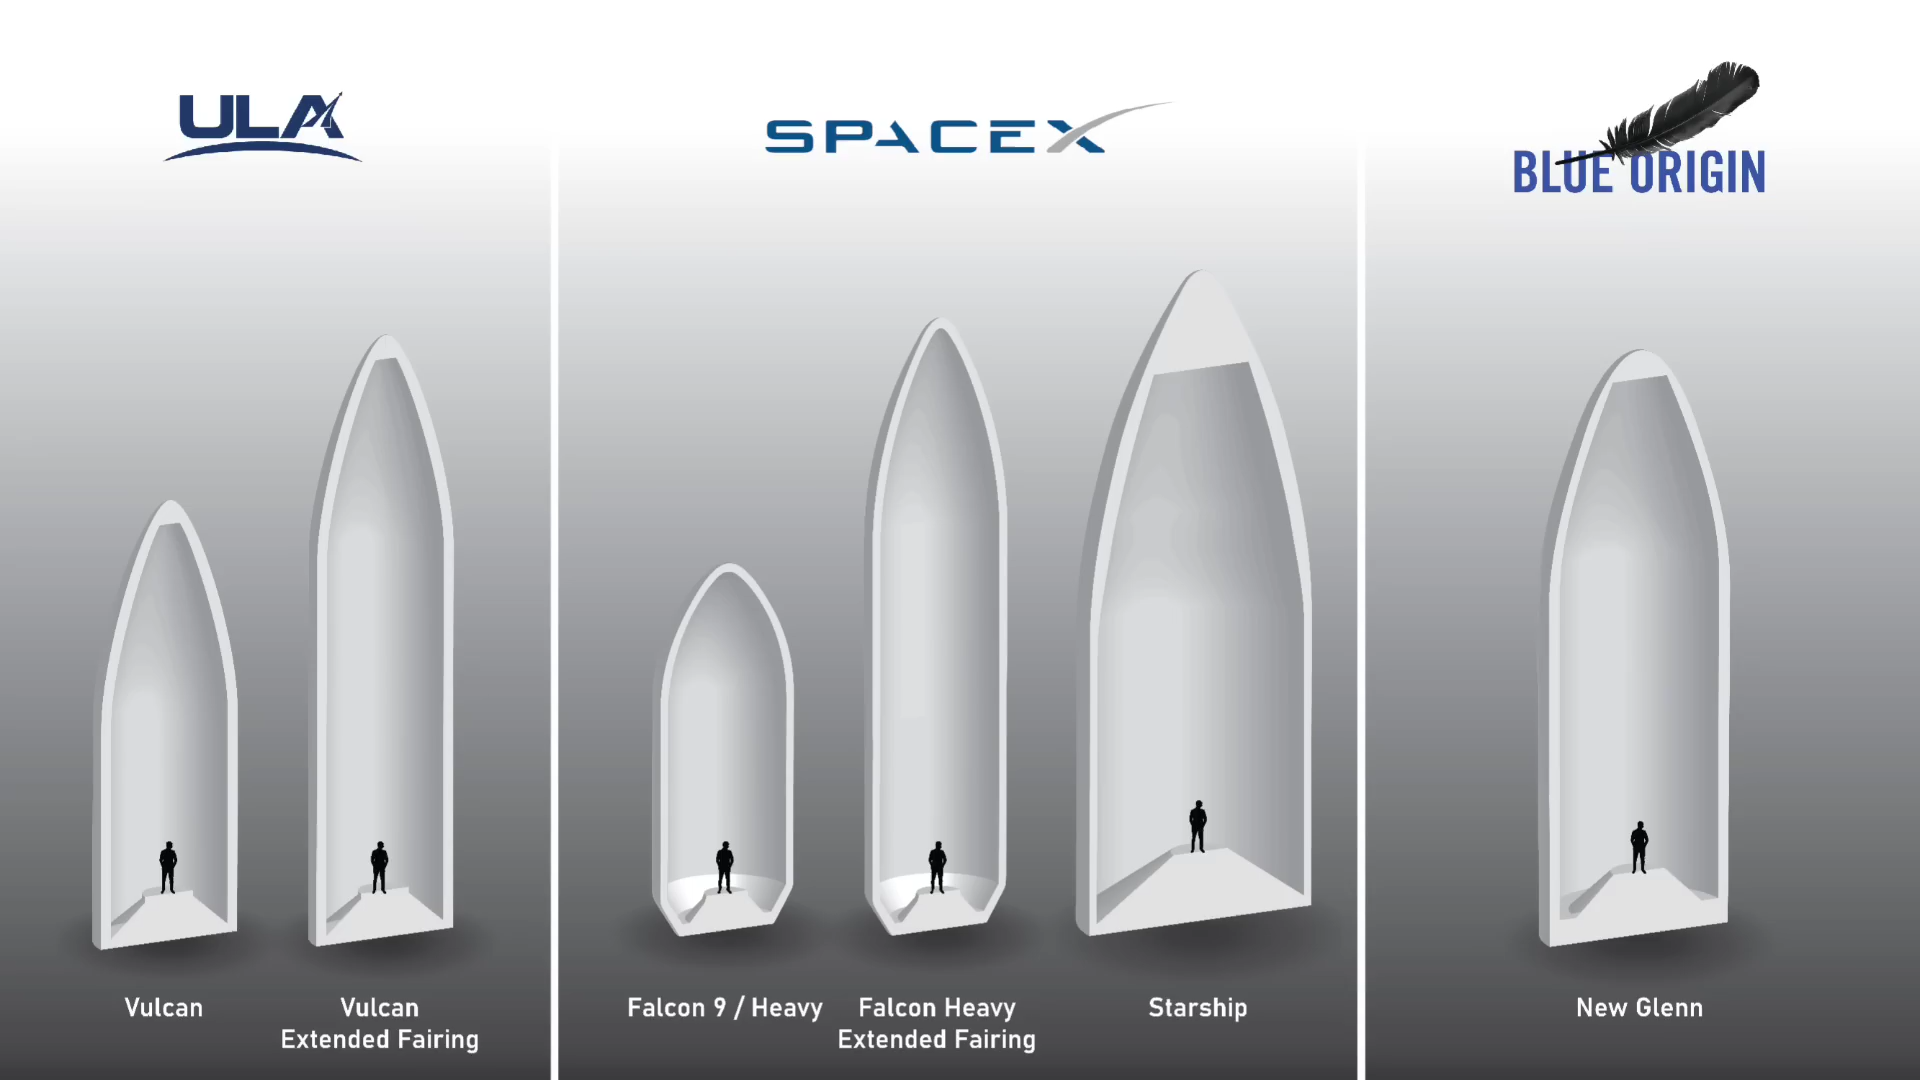 ULA
SPACEX
BLUE ORIGIN
Vulcan
Vulcan
Extended Fairing
Falcon 9 / Heavy
Falcon Heavy
Extended Fairing
Starship
New Glenn